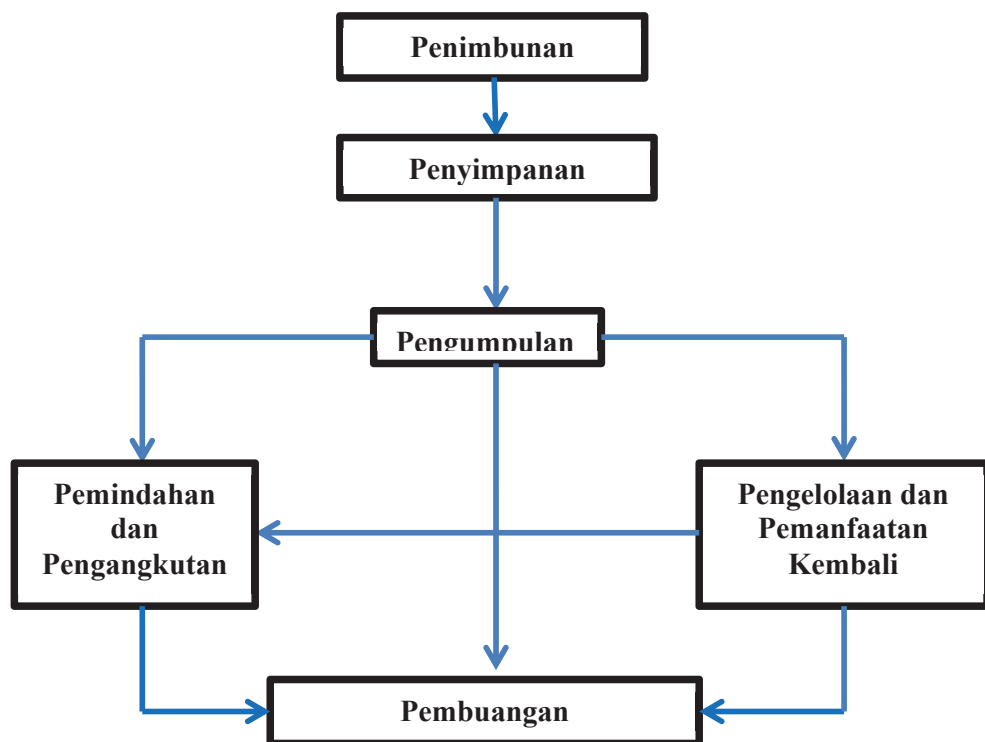 Penimbunan
Penyimpanan
Pengumpulan
Pemindahan
dan
Pengangkutan
Pengelolaan dan
Pemanfaatan
Kembali
Pembuangan